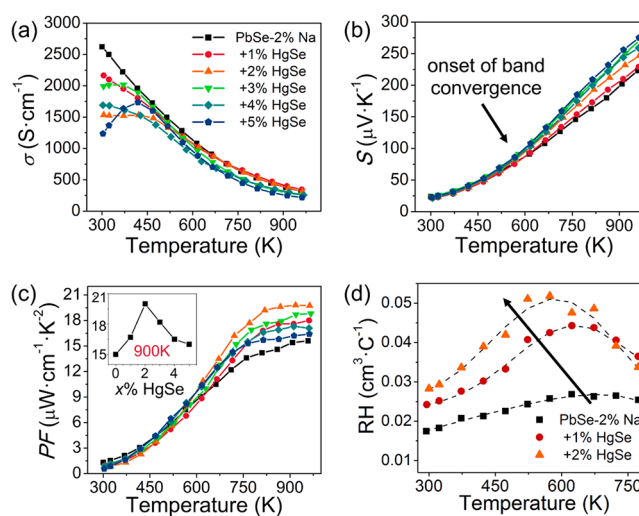 (a)
3000
2500
2000
1500
1000
500
0
σ (S·cm⁻¹)
PbSe-2% Na
+1% HgSe
+2% HgSe
+3% HgSe
+4% HgSe
+5% HgSe
300 450 600 750 900
Temperature (K)
(b)
300
250
200
150
100
50
0
S (μV·K⁻¹)
onset of band
convergence
300 450 600 750 900
Temperature (K)
(c)
21
18
15
12
9
6
3
0
PF (μW·cm⁻¹·K⁻²)
21
18
15
900K
0 2 4
x% HgSe
300 450 600 750 900
Temperature (K)
(d)
0.05
0.04
0.03
0.02
0.01
RH (cm³·C⁻¹)
PbSe-2% Na
+1% HgSe
+2% HgSe
300 450 600 750
Temperature (K)